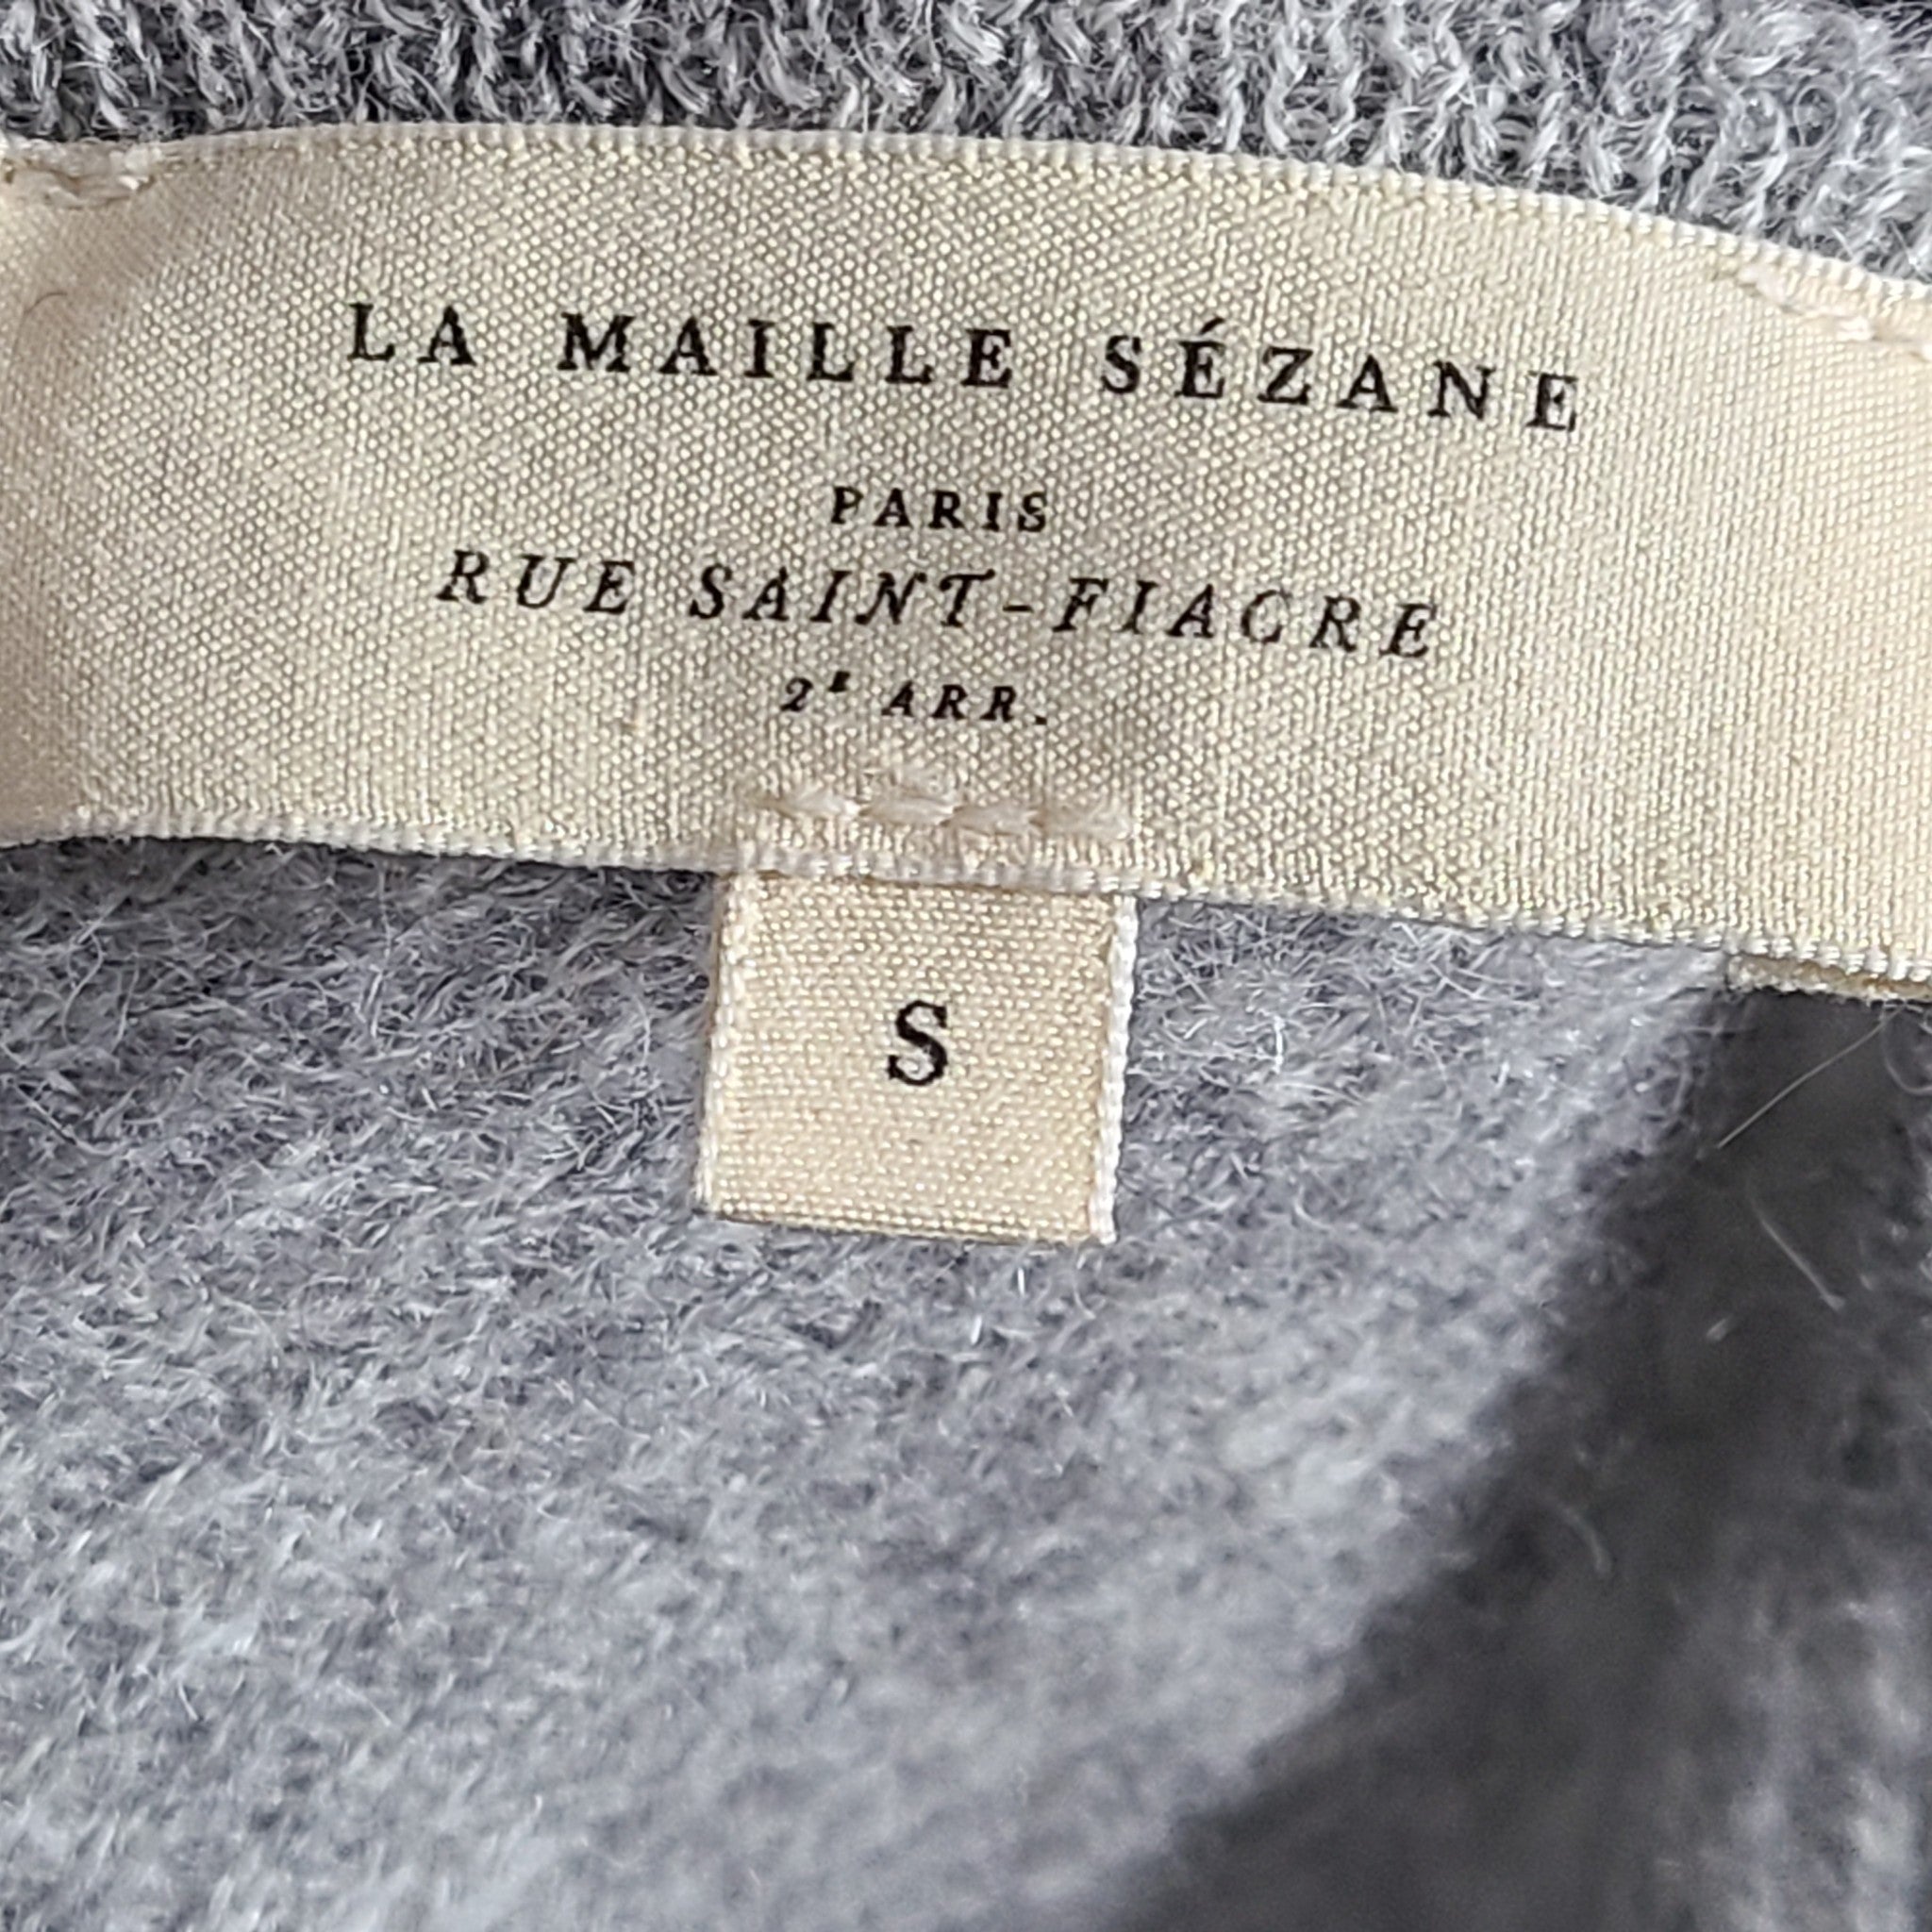 LA MAILLE SÉZANE
PARIS
RUE SAINT-FIACRE
2ᴱ ARR.
S